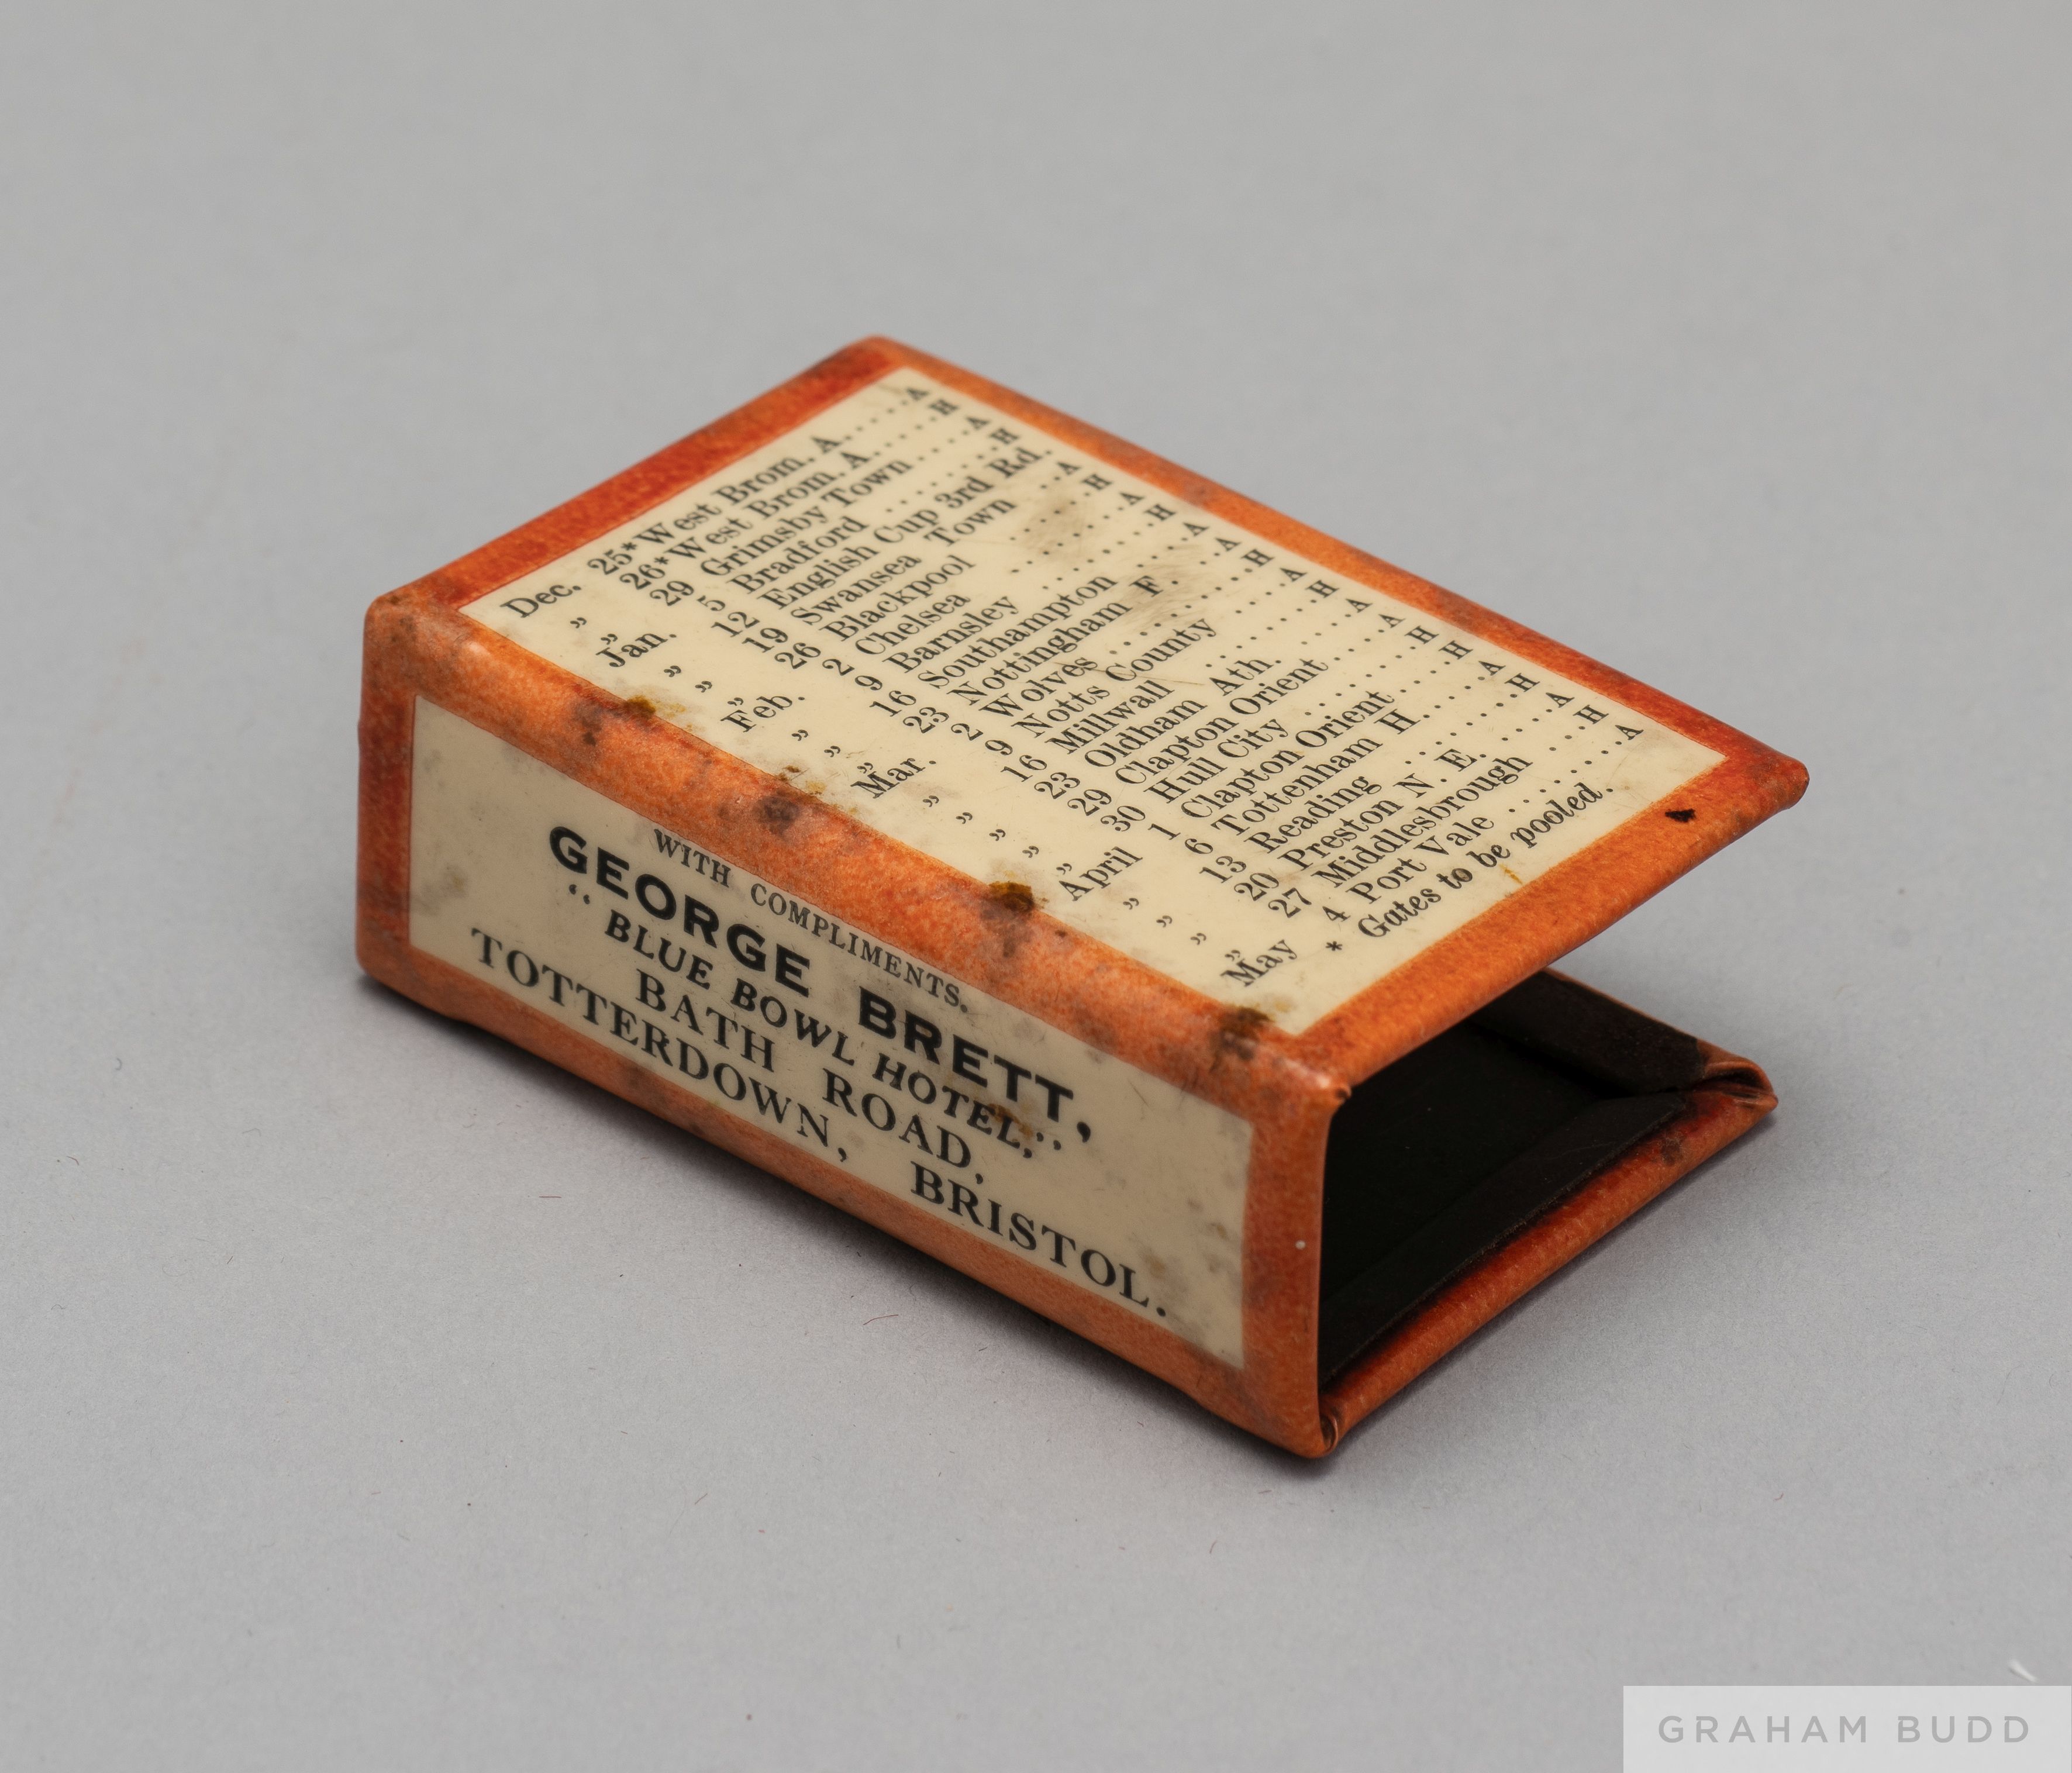 Dec. 25*West Brom. A.....A
„ 26*West Brom. A.....H
„ 29 Grimsby Town....A
Jan. 5 Bradford .......H
„ 12 English Cup 3rd Rd.
„ 19 Swansea Town ..A
„ 26 Blackpool ....H
Feb. 2 Chelsea .......A
„ 9 Barnsley .......H
„ 16 Southampton ....A
„ 23 Nottingham F. ...A
Mar. 2 Wolves ........H
„ 9 Notts County ....A
„ 16 Millwall .......H
„ 23 Oldham Ath. ....A
„ 29 Clapton Orient ....A
„ 30 Hull City .......H
April 1 Clapton Orient ....H
„ 6 Tottenham H......A
„ 13 Reading .......H
„ 20 Preston N. E. ...A
„ 27 Middlesbrough ..H
May 4 Port Vale .......A
* Gates to be pooled.
WITH COMPLIMENTS.
GEORGE BRETT,
"BLUE BOWL HOTEL,"
BATH ROAD,
TOTTERDOWN, BRISTOL.
GRAHAM BUDD